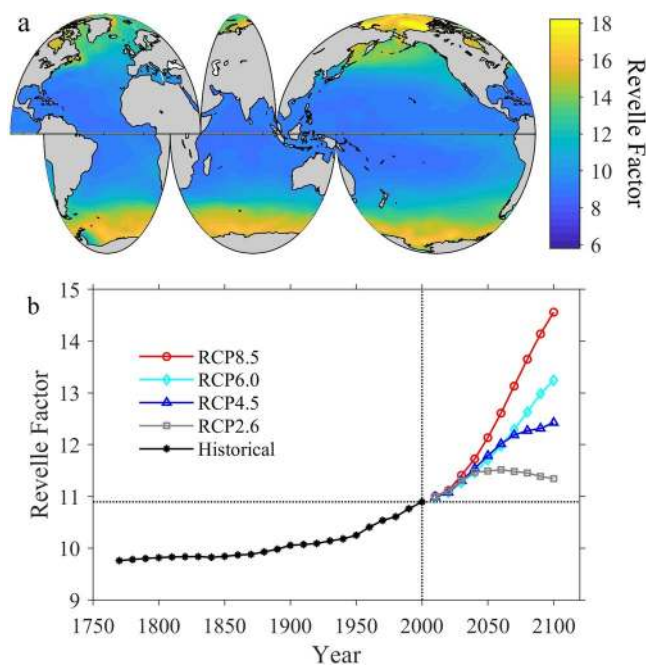 a
18
16
14
12
10
8
6
Revelle Factor
b
15
14
13
12
11
10
9
Revelle Factor
RCP8.5
RCP6.0
RCP4.5
RCP2.6
Historical
1750 1800 1850 1900 1950 2000 2050 2100
Year